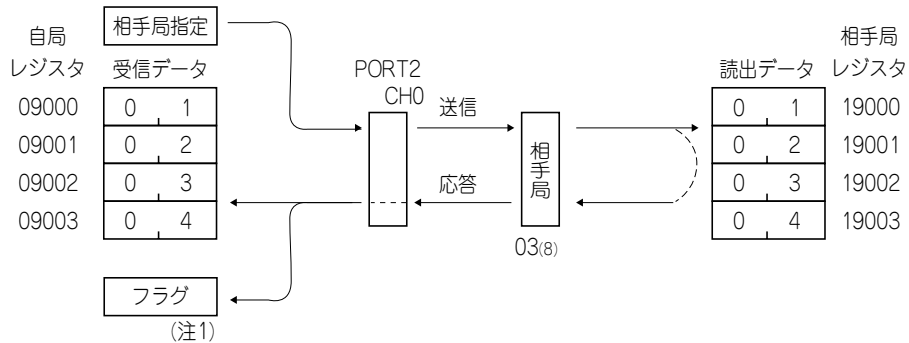 相手局指定
自局
レジスタ
受信データ
09000
0 1
09001
0 2
09002
0 3
09003
0 4
フラグ
(注1)
PORT2
CH0
送信
応答
相手局
03(8)
読出データ
相手局
レジスタ
0 1
19000
0 2
19001
0 3
19002
0 4
19003